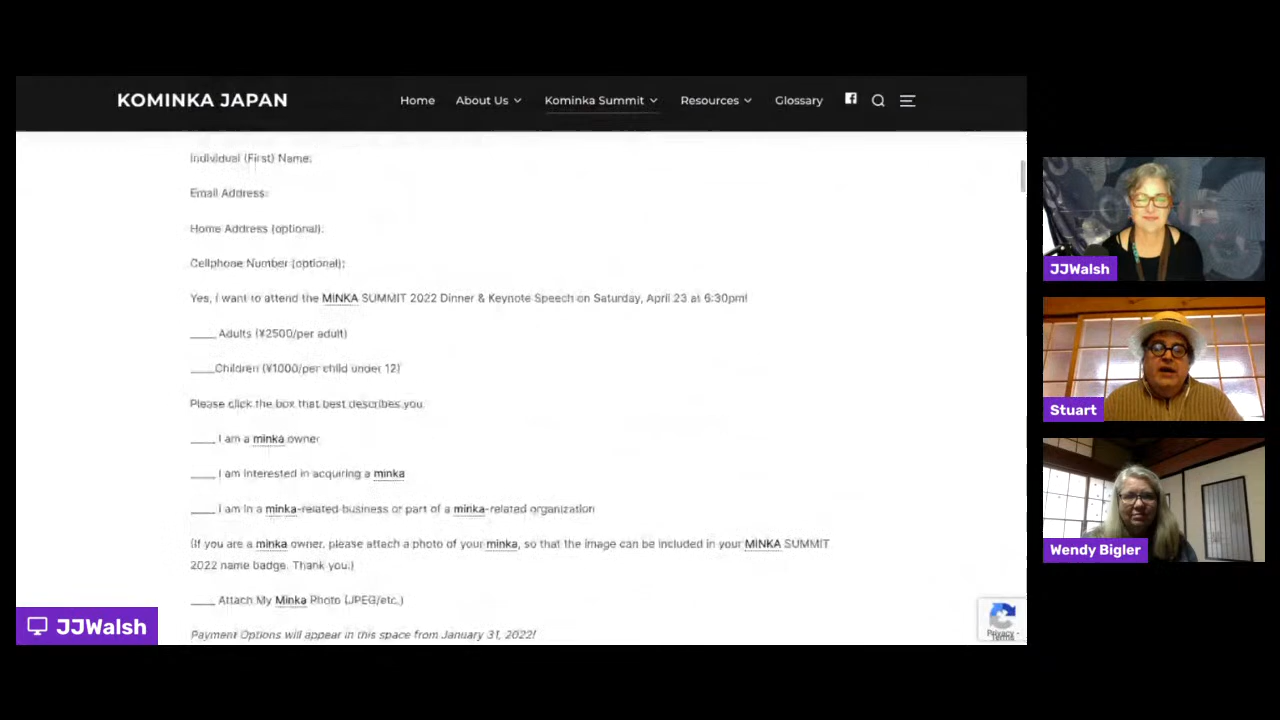 KOMINKA JAPAN
Home About Us Kominka Summit Resources Glossary
Individual (First) Name:
Email Address:
Home Address (optional):
Cellphone Number (optional):
Yes, I want to attend the MINKA SUMMIT 2022 Dinner & Keynote Speech on Saturday, April 23 at 6:30pm!
____ Adults (¥2500/per adult)
____Children (¥1000/per child under 12)
Please click the box that best describes you:
____ I am a minka owner
____ I am interested in acquiring a minka
____ I am in a minka-related business or part of a minka-related organization
(If you are a minka owner, please attach a photo of your minka, so that the image can be included in your MINKA SUMMIT
2022 name badge. Thank you.)
____ Attach My Minka Photo (JPEG/etc.)
Payment Options will appear in this space from January 31, 2022!
Privacy - Terms
JJWalsh
JJWalsh
Stuart
Wendy Bigler